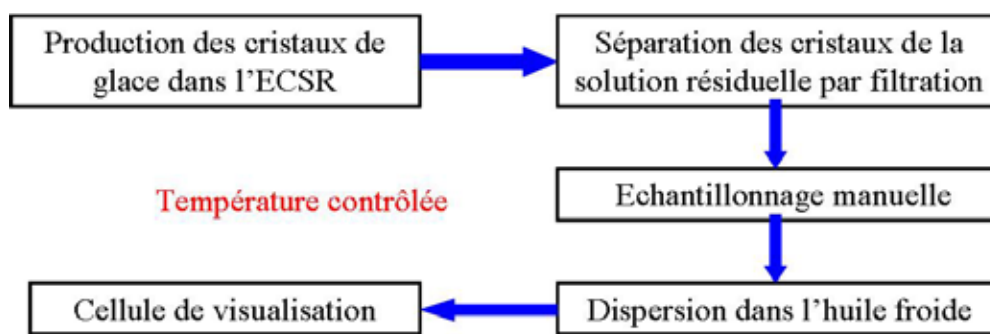 Production des cristaux de
glace dans l'ECSR
Séparation des cristaux de la
solution résiduelle par filtration
Echantillonnage manuelle
Température contrôlée
Dispersion dans l'huile froide
Cellule de visualisation